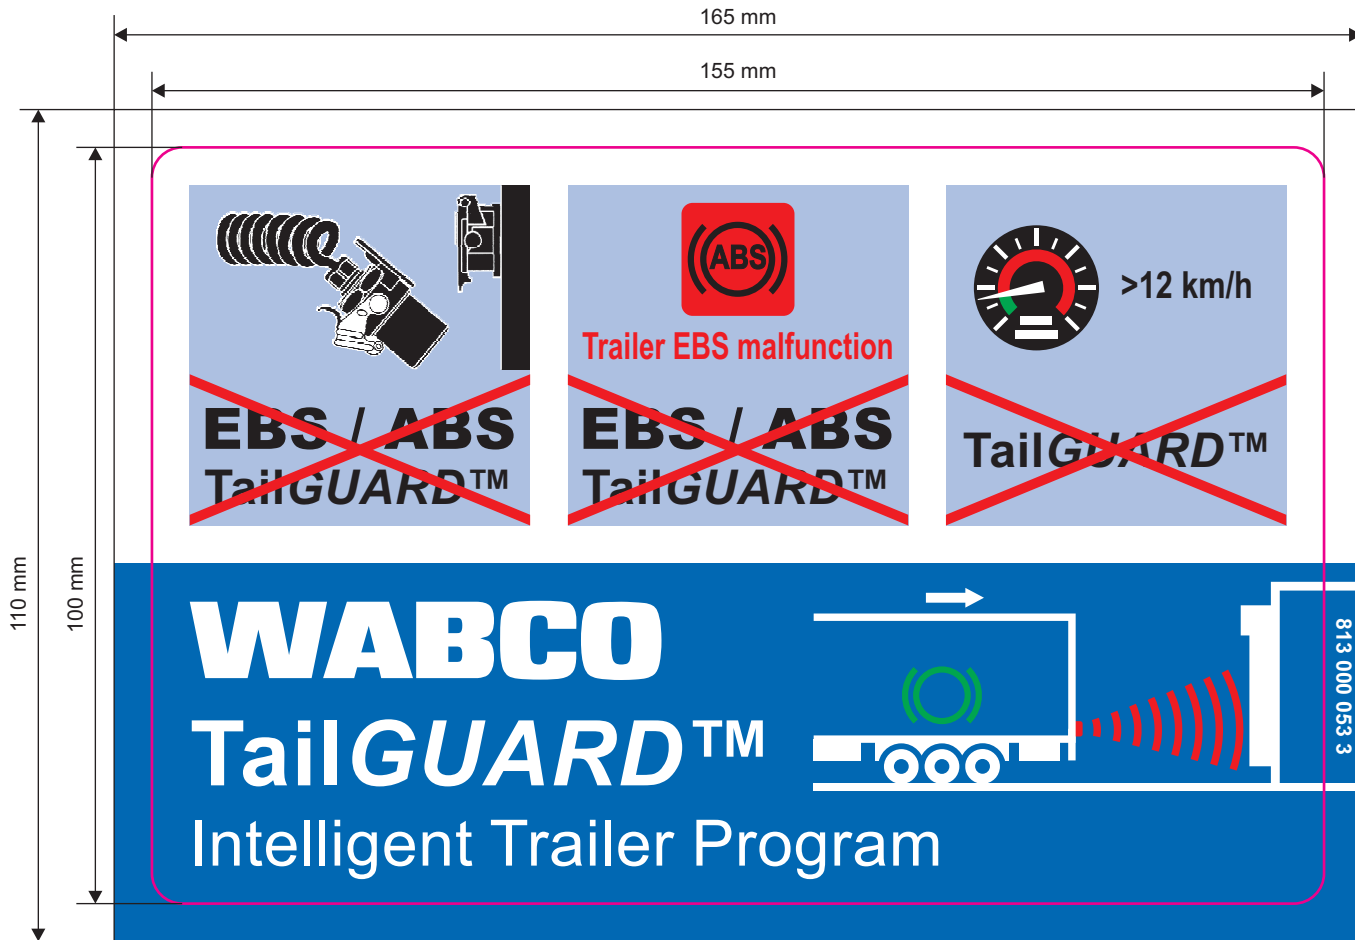 165 mm
155 mm
110 mm
100 mm
ABS
Trailer EBS malfunction
>12 km/h
EBS / ABS
TailGUARD™
EBS / ABS
TailGUARD™
TailGUARD™
WABCO
TailGUARD™
Intelligent Trailer Program
813 000 053 3